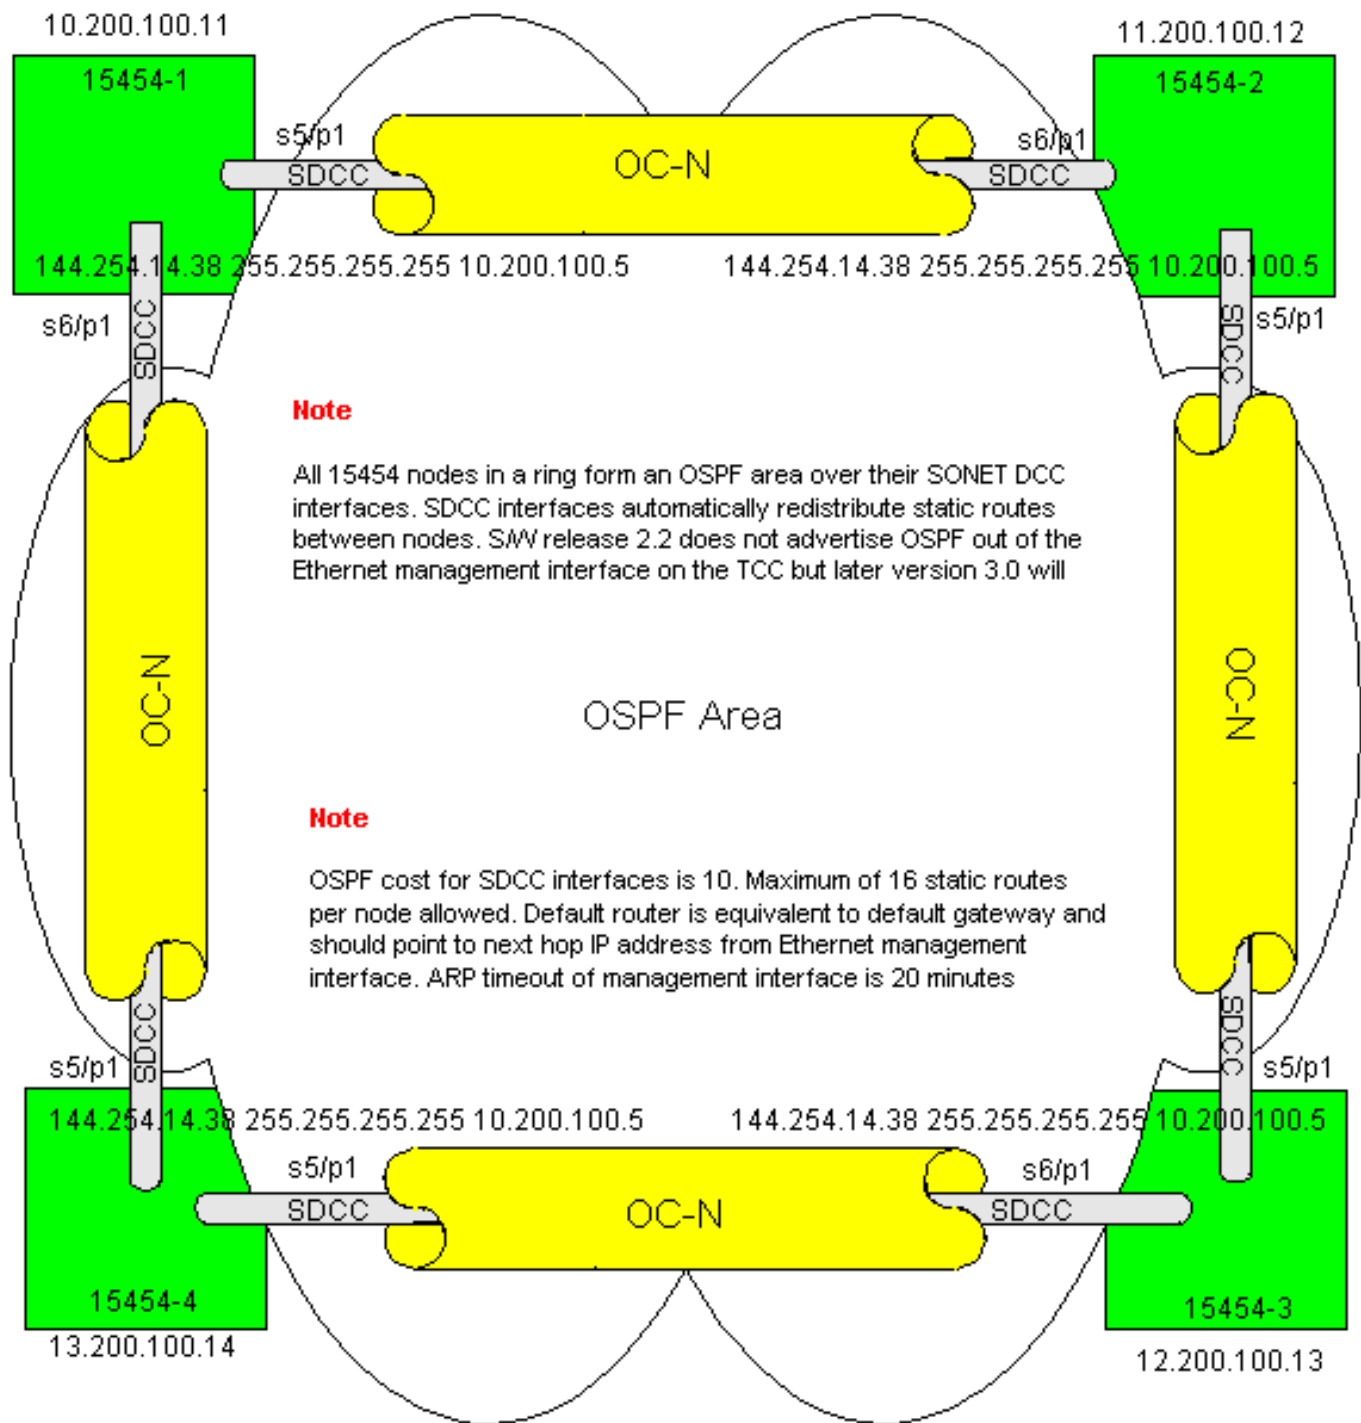 10.200.100.11
11.200.100.12
15454-1
15454-2
s5/p1
s6/p1
SDCC
OC-N
SDCC
144.254.14.38 255.255.255.255 10.200.100.5
144.254.14.38 255.255.255.255 10.200.100.5
s6/p1
SDCC
SDCC
s5/p1
Note
All 15454 nodes in a ring form an OSPF area over their SONET DCC
interfaces. SDCC interfaces automatically redistribute static routes
between nodes. S/W release 2.2 does not advertise OSPF out of the
Ethernet management interface on the TCC but later version 3.0 will
OC-N
OSPF Area
OC-N
Note
OSPF cost for SDCC interfaces is 10. Maximum of 16 static routes
per node allowed. Default router is equivalent to default gateway and
should point to next hop IP address from Ethernet management
interface. ARP timeout of management interface is 20 minutes
s5/p1
SDCC
SDCC
s5/p1
144.254.14.38 255.255.255.255 10.200.100.5
144.254.14.38 255.255.255.255 10.200.100.5
s5/p1
s6/p1
SDCC
OC-N
SDCC
15454-4
15454-3
13.200.100.14
12.200.100.13